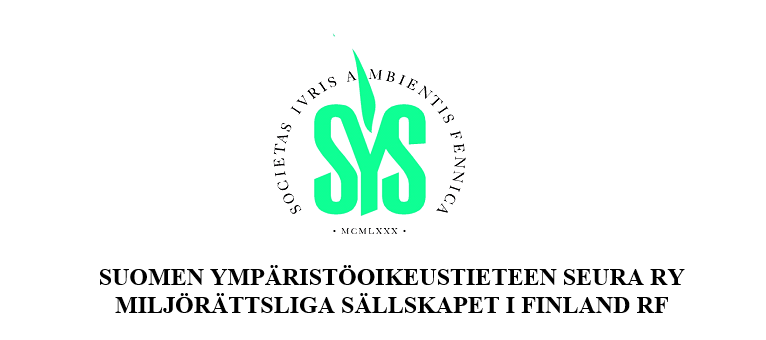 SOCIETAS IVRIS AMBIENTIS FENNICA
SYS
• MCMLXXX •
SUOMEN YMPÄRISTÖOIKEUSTIETEEN SEURA RY
MILJÖRÄTTSLIGA SÄLLSKAPET I FINLAND RF